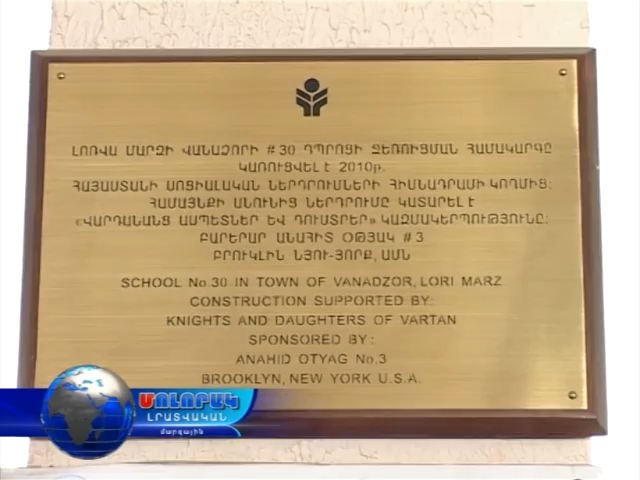 ԼՈՌՎԱ ՄԱՐԶԻ ՎԱՆԱՁՈՐԻ # 30 ԴՊՐՈՑԻ ՋԵՌՈՒՑՄԱՆ ՀԱՄԱԿԱՐԳԸ
ԿԱՌՈՒՑՎԵԼ է 2010թ.
ՀԱՅԱՍՏԱՆԻ ՍՈՑԻԱԼԱԿԱՆ ՆԵՐԴՐՈՒՄՆԵՐԻ ՀԻՄՆԱԴՐԱՄԻ ԿՈՂՄԻՑ:
ՀԱՄԱՅՆՔԻ ԱՆՈՒՆԻՑ ՆԵՐԴՐՈՒՄԸ ԿԱՏԱՐԵԼ է
«ՎԱՐԴԱՆԱՆՑ ԱՍՊԵՏՆԵՐ ԵՎ ԴՈՒՍՏՐԵՐ» ԿԱԶՄԱԿԵՐՊՈՒԹՅՈՒՆԸ:
ԲԱՐԵՐԱՐ ԱՆԱՀԻՏ ՕԹՅԱԿ # 3
ԲՐՈՒԿԼԻՆ ՆՅՈՒ-ՅՈՐՔ, ԱՄՆ
SCHOOL No.30 IN TOWN OF VANADZOR, LORI MARZ
CONSTRUCTION SUPPORTED BY:
KNIGHTS AND DAUGHTERS OF VARTAN
SPONSORED BY:
ANAHID OTYAG No.3
BROOKLYN, NEW YORK U.S.A.
ՄՈԼՈՐԱԿ
ԼՐԱՏՎԱԿԱՆ
մարզային